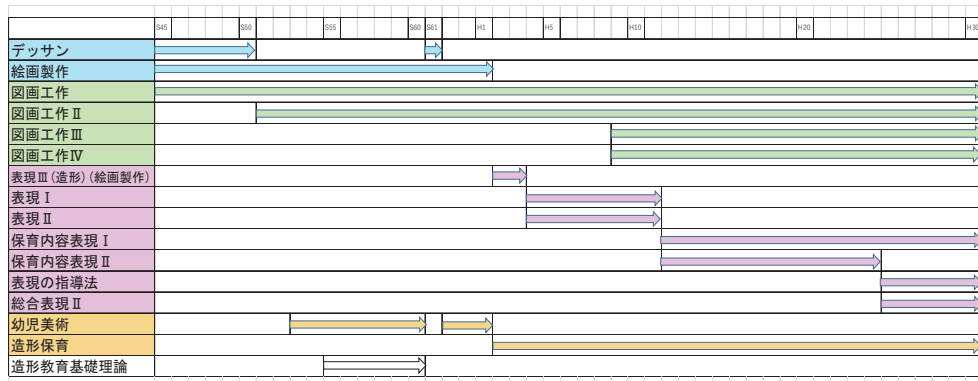 S45 S50 S55 S60 S61 H1 H5 H10 H20 H30
デッサン
絵画製作
図画工作
図画工作Ⅱ
図画工作Ⅲ
図画工作Ⅳ
表現Ⅲ(造形)(絵画製作)
表現Ⅰ
表現Ⅱ
保育内容表現Ⅰ
保育内容表現Ⅱ
表現の指導法
総合表現Ⅱ
幼児美術
造形保育
造形教育基礎理論